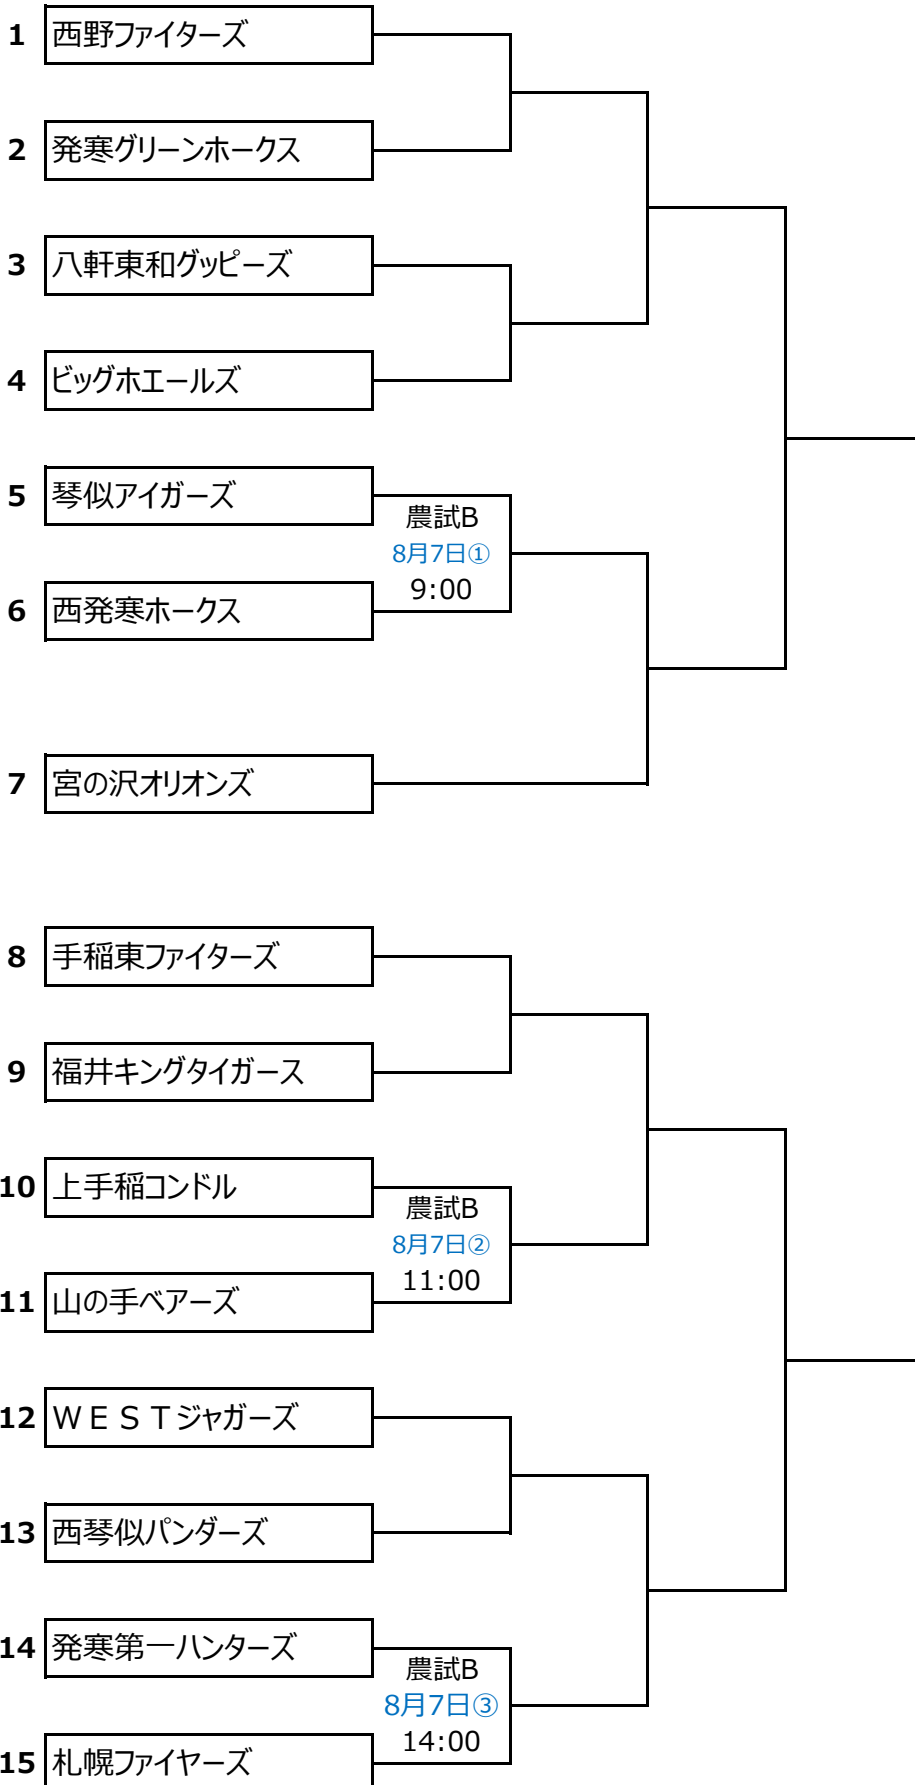 1 西野ファイターズ
2 発寒グリーンホークス
3 八軒東和グッピーズ
4 ビッグホエールズ
5 琴似アイガーズ
農試B
8月7日①
9:00
6 西発寒ホークス
7 宮の沢オリオンズ
8 手稲東ファイターズ
9 福井キングタイガース
10 上手稲コンドル
農試B
8月7日②
11:00
11 山の手ベアーズ
12 ＷＥＳＴジャガーズ
13 西琴似パンダーズ
14 発寒第一ハンターズ
農試B
8月7日③
14:00
15 札幌ファイヤーズ